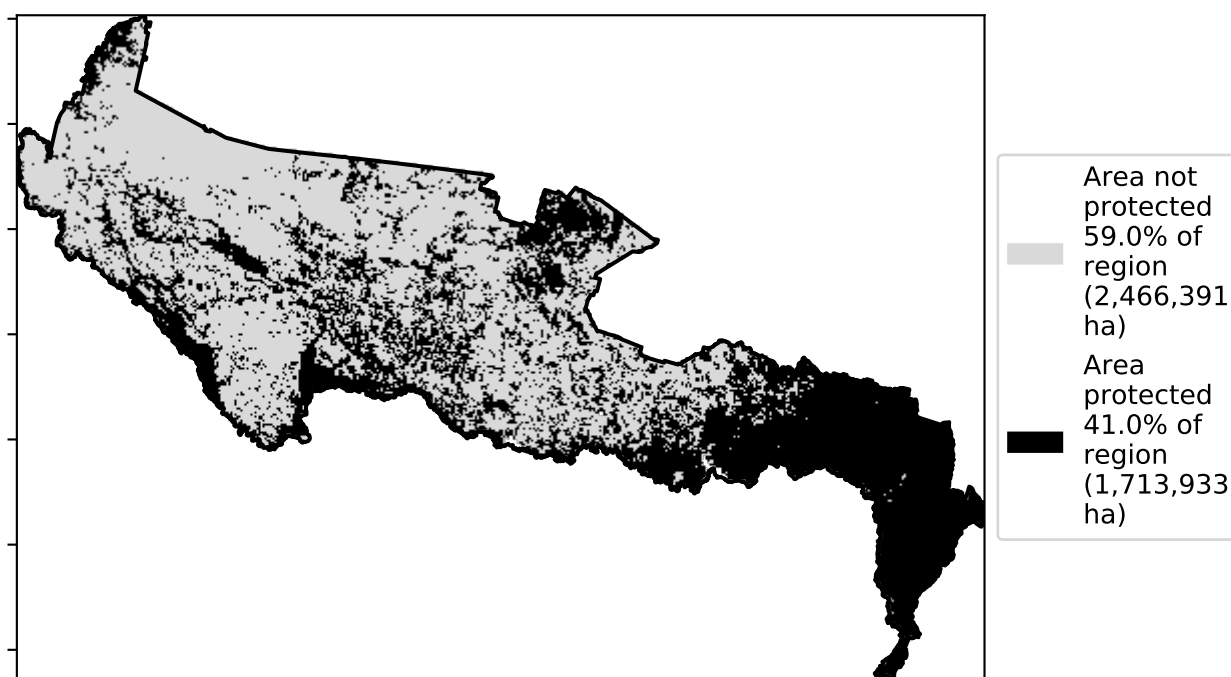 Area not
protected
59.0% of
region
(2,466,391
ha)
Area
protected
41.0% of
region
(1,713,933
ha)